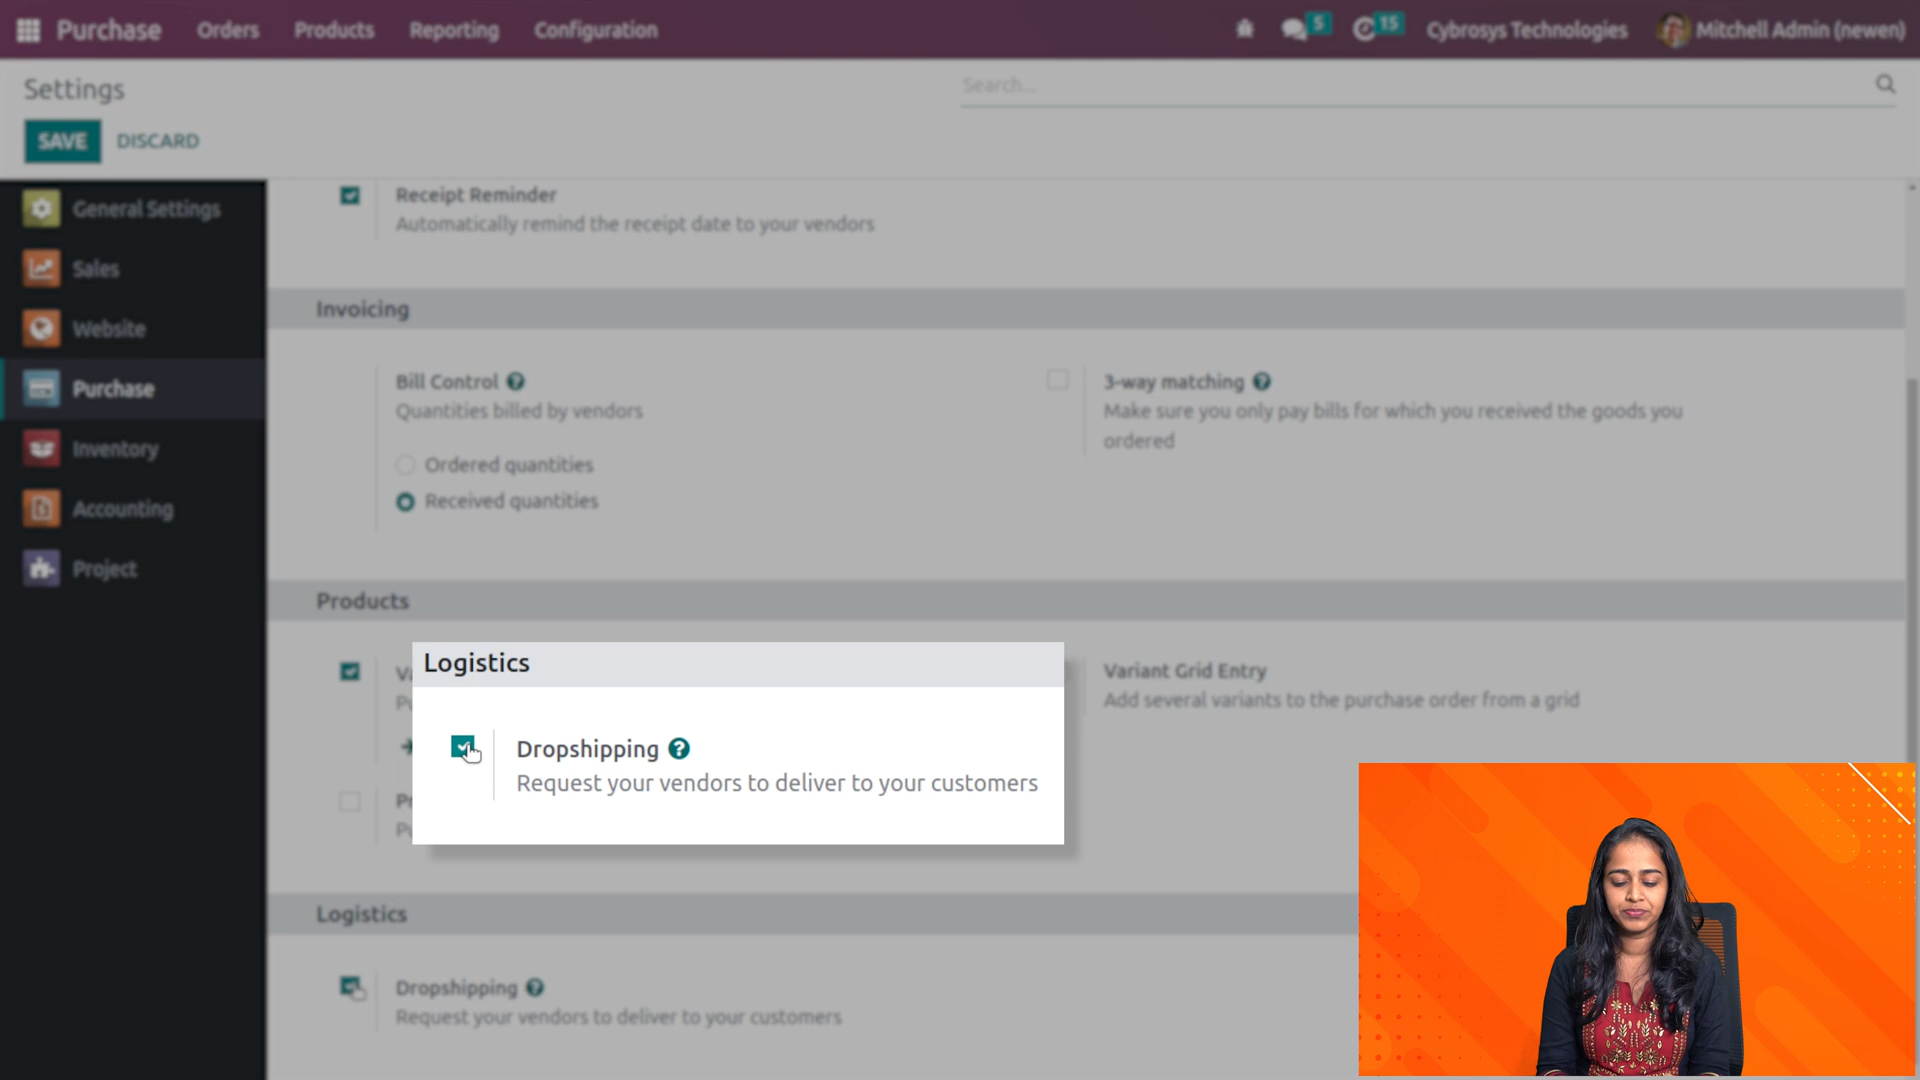 Purchase Orders Products Reporting Configuration 5 15 Cybrosys Technologies Mitchell Admin (newen)
Settings
Search...
SAVE DISCARD
General Settings
Sales
Website
Purchase
Inventory
Accounting
Project
Receipt Reminder
Automatically remind the receipt date to your vendors
Invoicing
Bill Control ?
Quantities billed by vendors
Ordered quantities
Received quantities
3-way matching ?
Make sure you only pay bills for which you received the goods you
ordered
Products
Variant Grid Entry
Add several variants to the purchase order from a grid
Logistics
Dropshipping ?
Request your vendors to deliver to your customers
Logistics
Dropshipping ?
Request your vendors to deliver to your customers